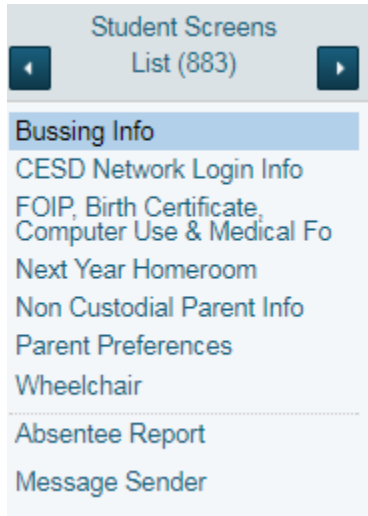 Student Screens
List (883)
Bussing Info
CESD Network Login Info
FOIP, Birth Certificate,
Computer Use & Medical Fo
Next Year Homeroom
Non Custodial Parent Info
Parent Preferences
Wheelchair
Absentee Report
Message Sender